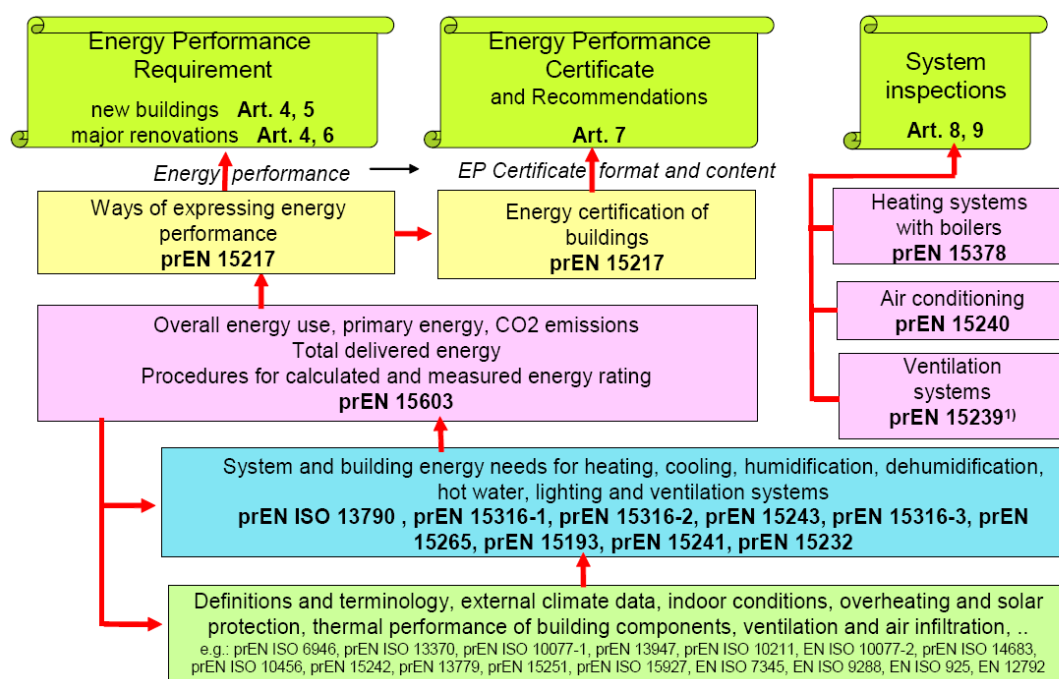 Energy Performance
Requirement
new buildings Art. 4, 5
major renovations Art. 4, 6
Energy Performance
Certificate
and Recommendations
Art. 7
System
inspections
Art. 8, 9
Energy performance
EP Certificate format and content
Ways of expressing energy
performance
prEN 15217
Energy certification of
buildings
prEN 15217
Heating systems
with boilers
prEN 15378
Air conditioning
prEN 15240
Ventilation
systems
prEN 15239¹⁾
Overall energy use, primary energy, CO2 emissions
Total delivered energy
Procedures for calculated and measured energy rating
prEN 15603
System and building energy needs for heating, cooling, humidification, dehumidification,
hot water, lighting and ventilation systems
prEN ISO 13790 , prEN 15316-1, prEN 15316-2, prEN 15243, prEN 15316-3, prEN
15265, prEN 15193, prEN 15241, prEN 15232
Definitions and terminology, external climate data, indoor conditions, overheating and solar
protection, thermal performance of building components, ventilation and air infiltration, ..
e.g.: prEN ISO 6946, prEN ISO 13370, prEN ISO 10077-1, prEN 13947, prEN ISO 10211, EN ISO 10077-2, prEN ISO 14683,
prEN ISO 10456, prEN 15242, prEN 13779, prEN 15251, prEN ISO 15927, EN ISO 7345, EN ISO 9288, EN ISO 925, EN 12792